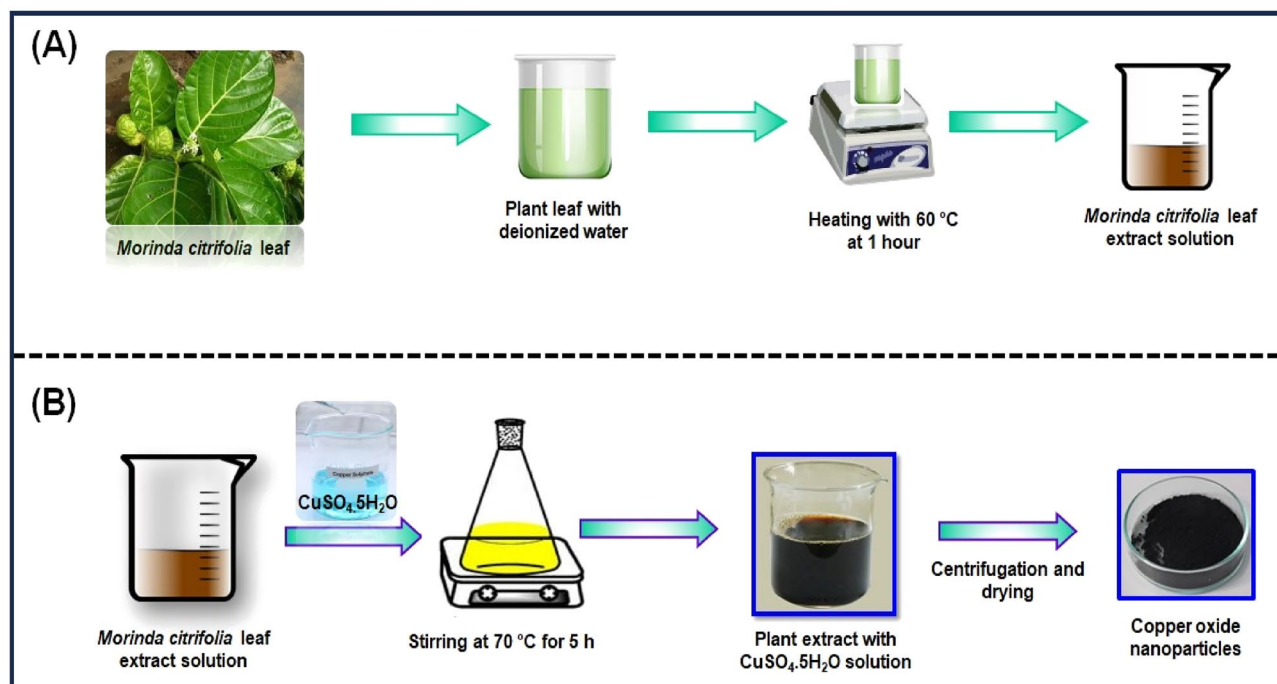 (A)
Morinda citrifolia leaf
Plant leaf with
deionized water
Heating with 60 °C
at 1 hour
Morinda citrifolia leaf
extract solution
(B)
Copper Sulphate
CuSO₄.5H₂O
Morinda citrifolia leaf
extract solution
Stirring at 70 °C for 5 h
Plant extract with
CuSO₄.5H₂O solution
Centrifugation and
drying
Copper oxide
nanoparticles